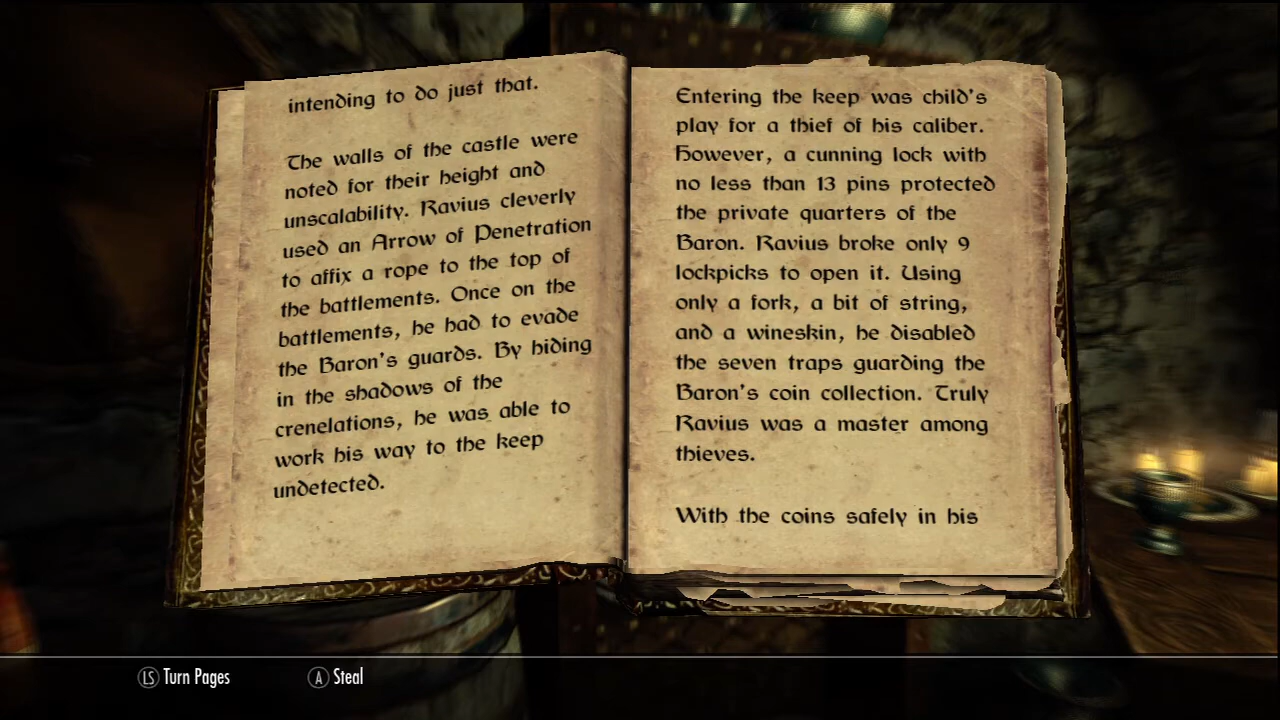 intending to do just that.
The walls of the castle were
noted for their height and
unscalability. Ravius cleverly
used an Arrow of Penetration
to affix a rope to the top of
the battlements. Once on the
battlements, he had to evade
the Baron's guards. By hiding
in the shadows of the
crenelations, he was able to
work his way to the keep
undetected.
Entering the keep was child's
play for a thief of his caliber.
However, a cunning lock with
no less than 13 pins protected
the private quarters of the
Baron. Ravius broke only 9
lockpicks to open it. Using
only a fork, a bit of string,
and a wineskin, he disabled
the seven traps guarding the
Baron's coin collection. Truly
Ravius was a master among
thieves.
With the coins safely in his
LS Turn Pages A Steal